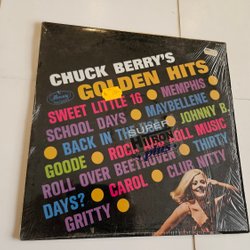 CHUCK BERRY'S
GOLDEN HITS
SWEET LITTLE 16 • MEMPHIS •
SCHOOL DAYS • MAYBELLENE
• BACK IN THE • JOHNNY B.
GOODE • ROCK ROLL MUSIC •
ROLL OVER BEETHOVEN • THIRTY
DAYS? • CAROL • CLUB NITTY
GRITTY •
SUPER